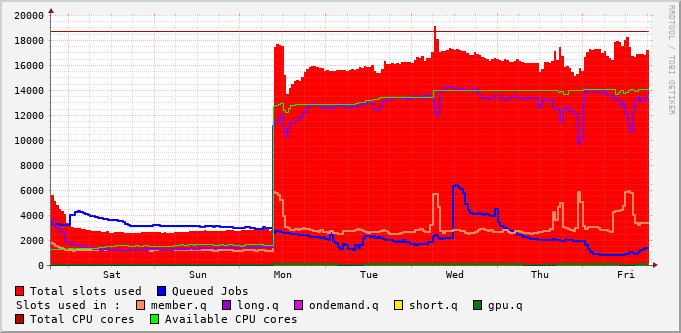 20000
18000
16000
14000
12000
10000
8000
6000
4000
2000
0
Sat Sun Mon Tue Wed Thu Fri
RRDTOOL / TOBI OETIKER
Total slots used Queued Jobs
Slots used in : member.q long.q ondemand.q short.q gpu.q
Total CPU cores Available CPU cores